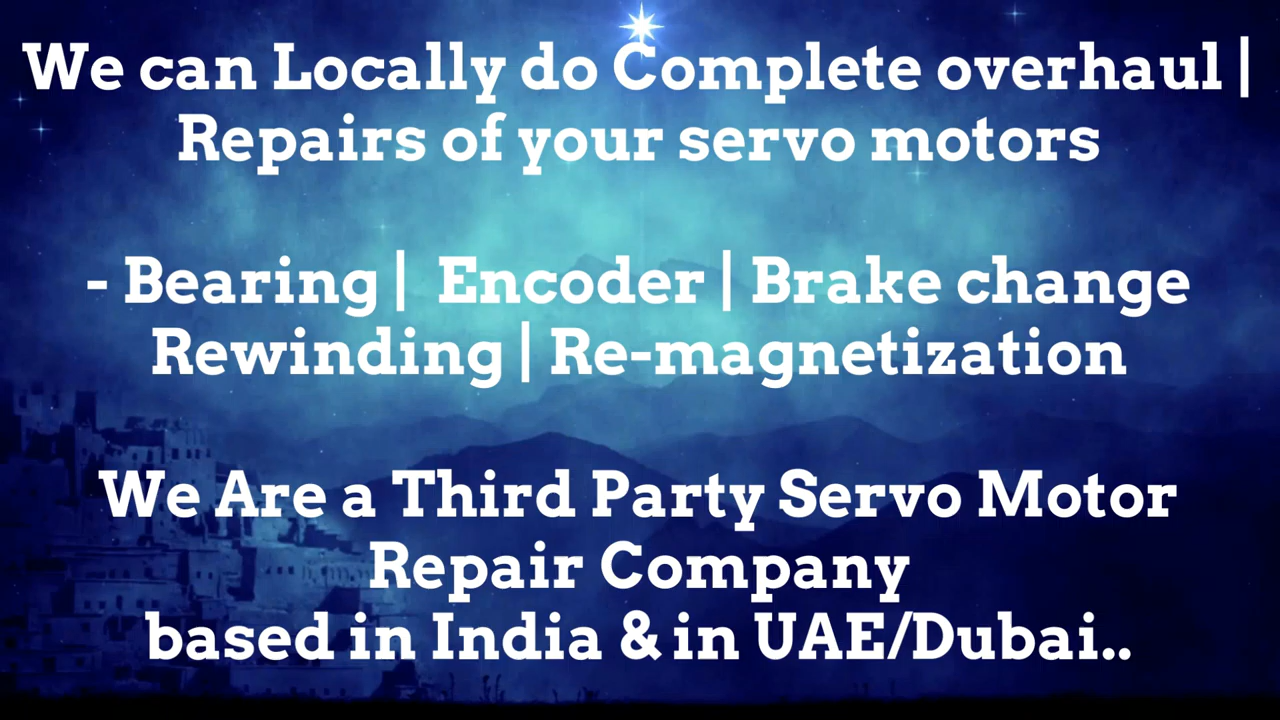 We can Locally do Complete overhaul |
Repairs of your servo motors
- Bearing | Encoder | Brake change
Rewinding | Re-magnetization
We Are a Third Party Servo Motor
Repair Company
based in India & in UAE/Dubai..